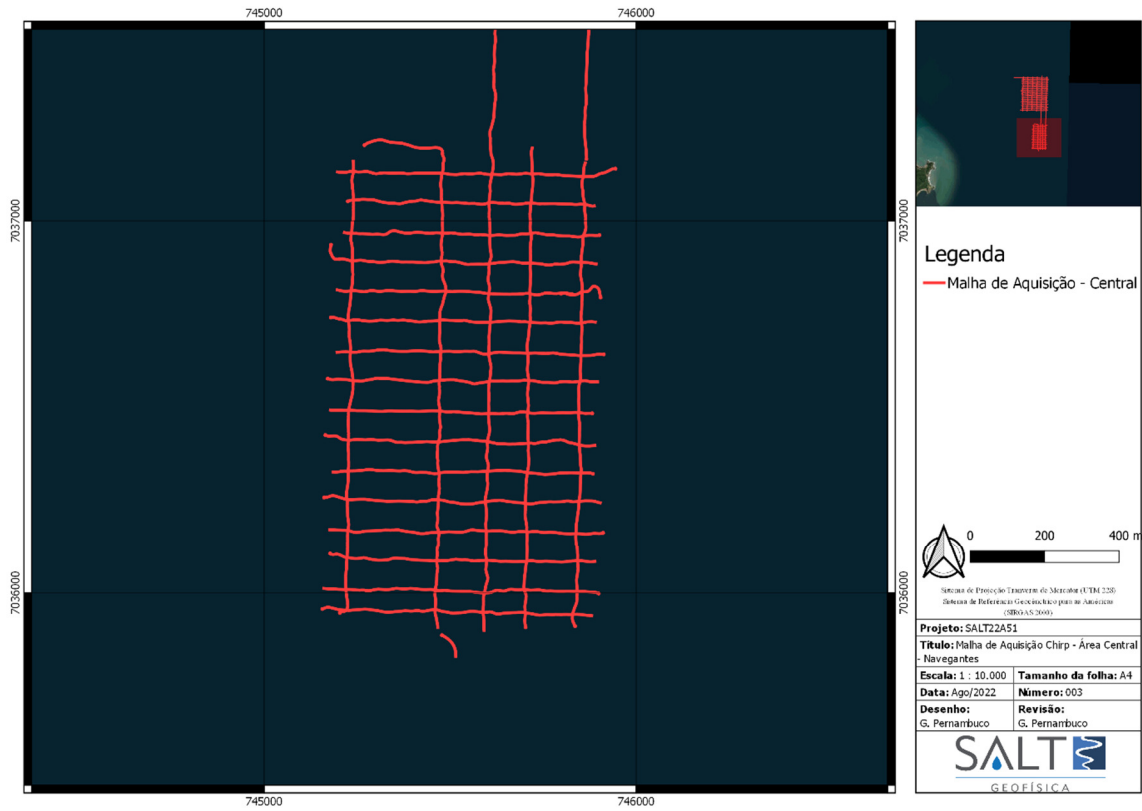 745000
746000
7037000
7037000
7036000
7036000
745000
746000
Legenda
Malha de Aquisição - Central
0
200
400 m
Sistema de Projeção Tranverso de Mercator (UTM 22S)
Sistema de Referência Geocêntrico para as Américas
(SIRGAS 2000)
Projeto: SALT22A51
Título: Malha de Aquisição Chirp - Área Central
- Navegantes
Escala: 1 : 10.000
Tamanho da folha: A4
Data: Ago/2022
Número: 003
Desenho:
G. Pernambuco
Revisão:
G. Pernambuco
SALT
GEOFÍSICA